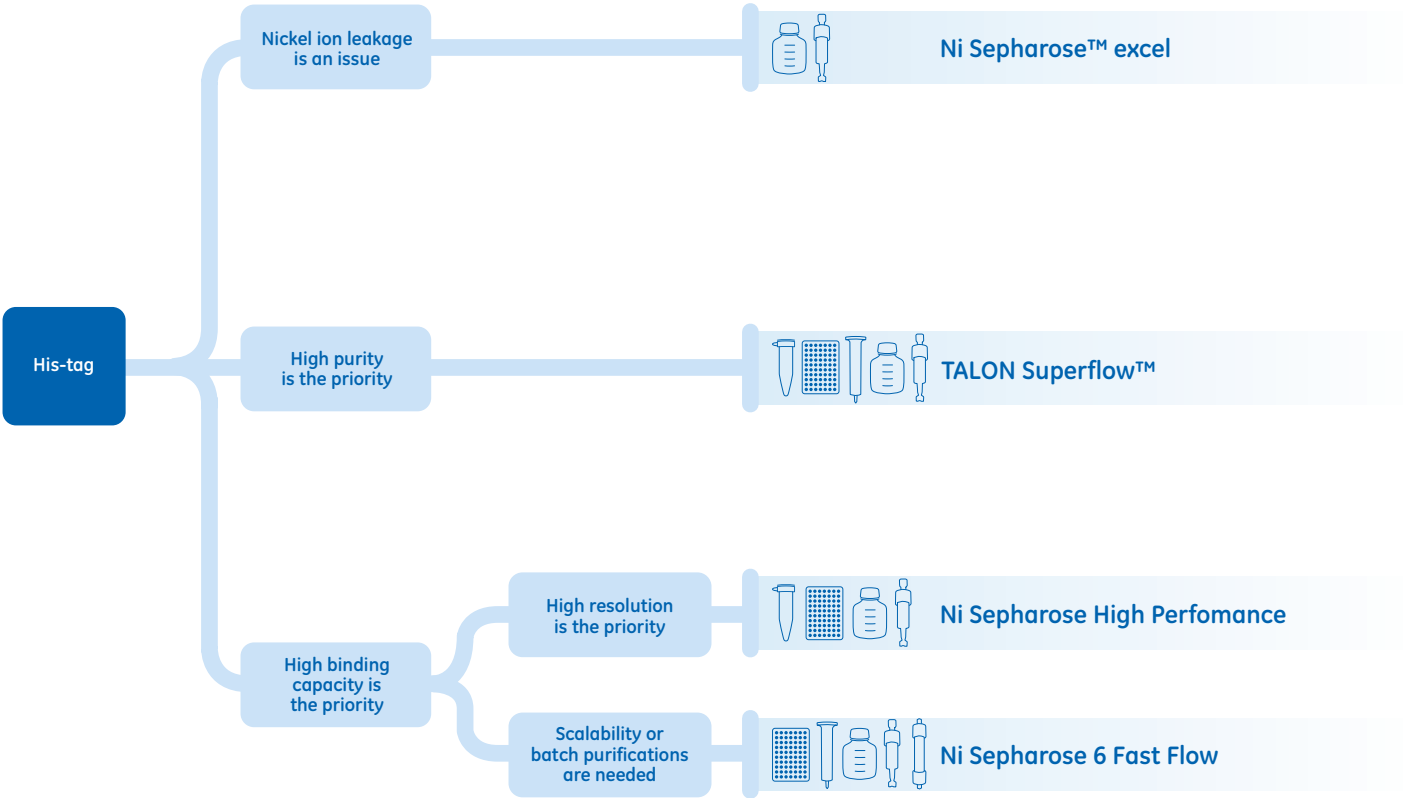 Nickel ion leakage
is an issue
Ni Sepharose™ excel
His-tag
High purity
is the priority
TALON Superflow™
High binding
capacity is
the priority
High resolution
is the priority
Ni Sepharose High Perfomance
Scalability or
batch purifications
are needed
Ni Sepharose 6 Fast Flow